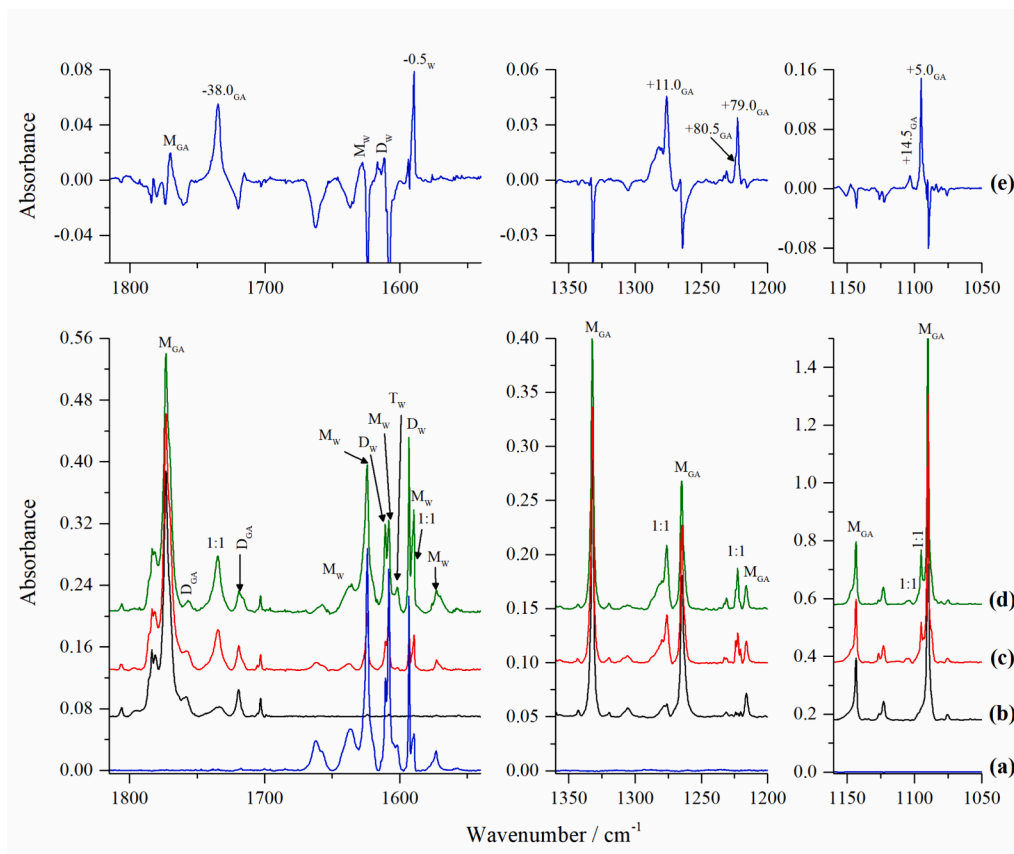 -0.5W
-38.0GA
MGA
MW
DW
+11.0GA
+79.0GA
+80.5GA
+5.0GA
+14.5GA
0.08
0.04
0.00
-0.04
0.06
0.03
0.00
-0.03
0.16
0.08
0.00
-0.08
(e)
Absorbance
1800 1700 1600
1350 1300 1250 1200
1150 1100 1050
MGA
DGA
1:1
DGA
MW
MW
DW
MW
TW
DW
MW
1:1
MW
MGA
1:1
MGA
1:1
MGA
MGA
1:1
1:1
MGA
0.56
0.48
0.40
0.32
0.24
0.16
0.08
0.00
0.40
0.35
0.30
0.25
0.20
0.15
0.10
0.05
0.00
1.4
1.2
1.0
0.8
0.6
0.4
0.2
0.0
(d)
(c)
(b)
(a)
Absorbance
1800 1700 1600
1350 1300 1250 1200
1150 1100 1050
Wavenumber / cm-1